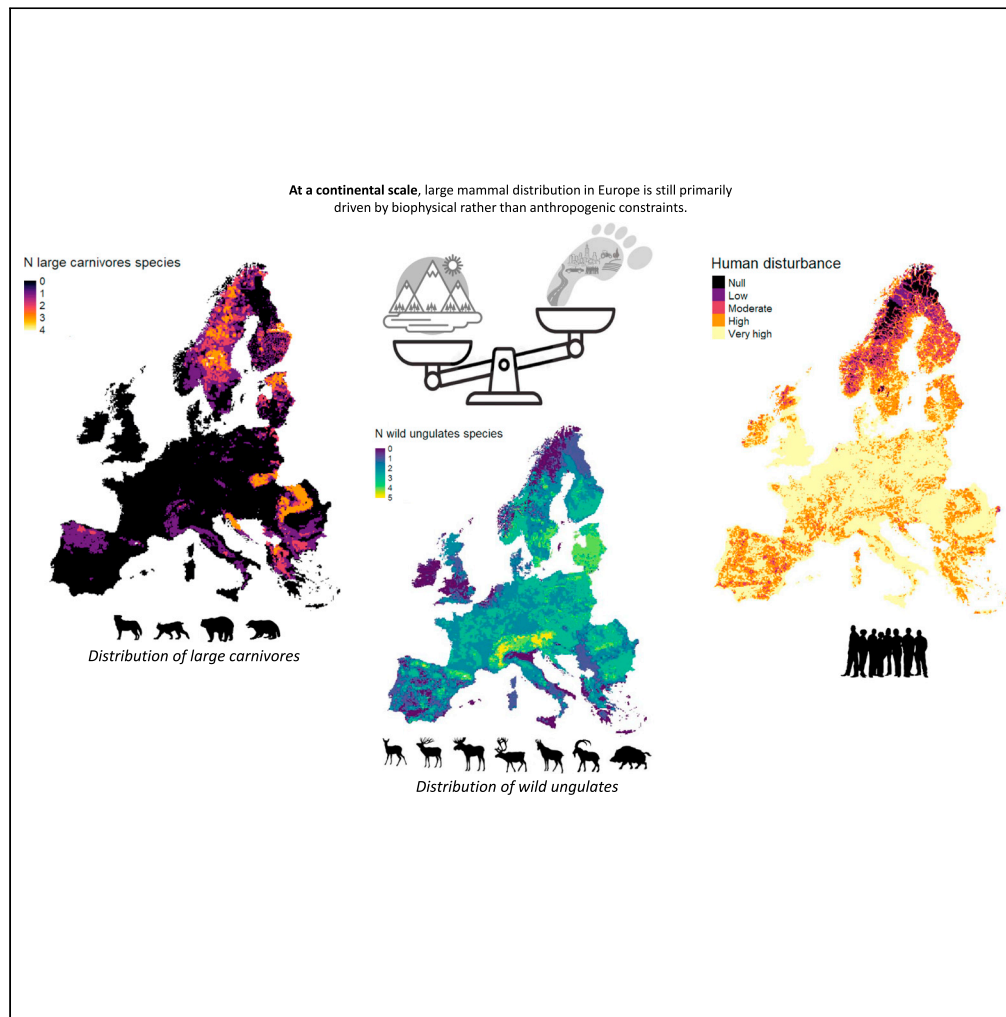 At a continental scale, large mammal distribution in Europe is still primarily
driven by biophysical rather than anthropogenic constraints.
N large carnivores species
0
1
2
3
4
Distribution of large carnivores
N wild ungulates species
0
1
2
3
4
5
Distribution of wild ungulates
Human disturbance
Null
Low
Moderate
High
Very high